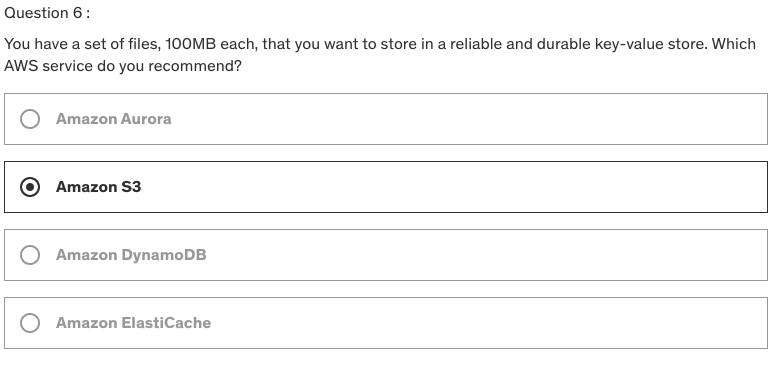 Question 6 :
You have a set of files, 100MB each, that you want to store in a reliable and durable key-value store. Which
AWS service do you recommend?
Amazon Aurora
Amazon S3
Amazon DynamoDB
Amazon ElastiCache